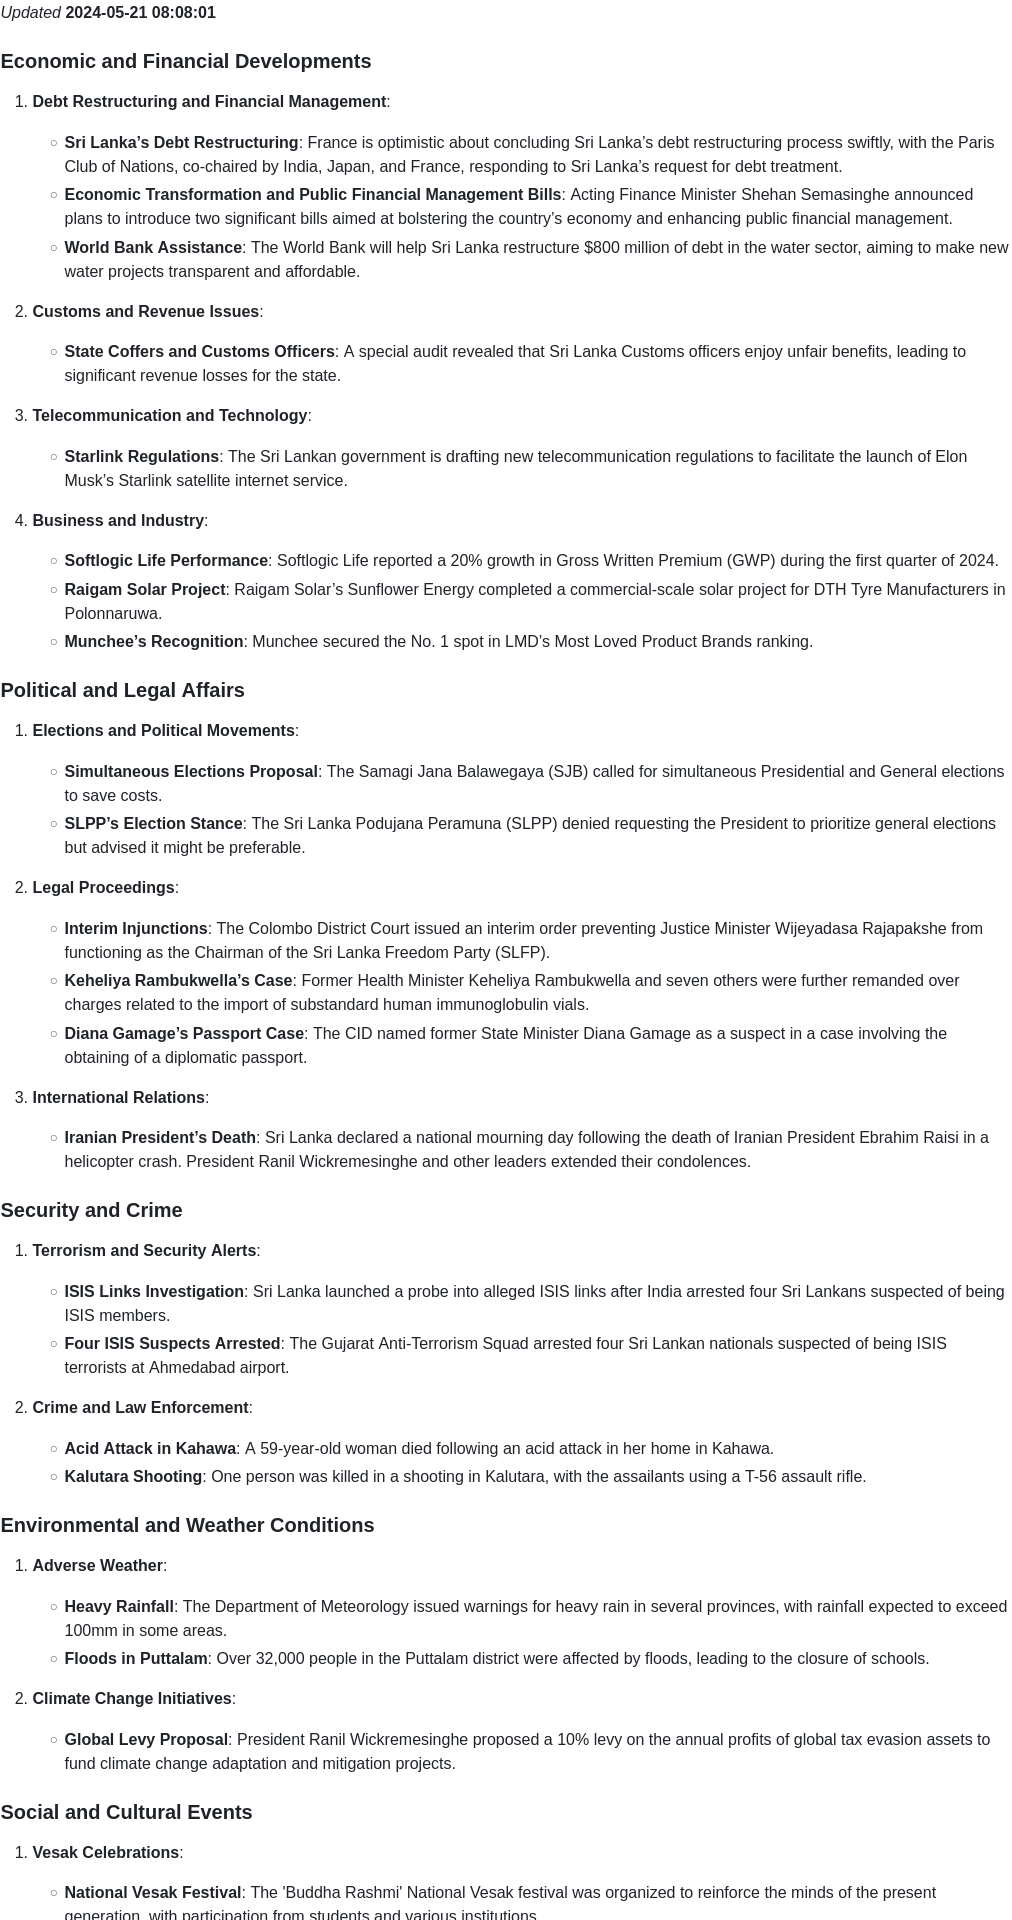 Updated 2024-05-21 08:08:01
Economic and Financial Developments
1. Debt Restructuring and Financial Management:
○ Sri Lanka’s Debt Restructuring: France is optimistic about concluding Sri Lanka’s debt restructuring process swiftly, with the Paris
Club of Nations, co-chaired by India, Japan, and France, responding to Sri Lanka’s request for debt treatment.
○ Economic Transformation and Public Financial Management Bills: Acting Finance Minister Shehan Semasinghe announced
plans to introduce two significant bills aimed at bolstering the country’s economy and enhancing public financial management.
○ World Bank Assistance: The World Bank will help Sri Lanka restructure $800 million of debt in the water sector, aiming to make new
water projects transparent and affordable.
2. Customs and Revenue Issues:
○ State Coffers and Customs Officers: A special audit revealed that Sri Lanka Customs officers enjoy unfair benefits, leading to
significant revenue losses for the state.
3. Telecommunication and Technology:
○ Starlink Regulations: The Sri Lankan government is drafting new telecommunication regulations to facilitate the launch of Elon
Musk’s Starlink satellite internet service.
4. Business and Industry:
○ Softlogic Life Performance: Softlogic Life reported a 20% growth in Gross Written Premium (GWP) during the first quarter of 2024.
○ Raigam Solar Project: Raigam Solar’s Sunflower Energy completed a commercial-scale solar project for DTH Tyre Manufacturers in
Polonnaruwa.
○ Munchee’s Recognition: Munchee secured the No. 1 spot in LMD’s Most Loved Product Brands ranking.
Political and Legal Affairs
1. Elections and Political Movements:
○ Simultaneous Elections Proposal: The Samagi Jana Balawegaya (SJB) called for simultaneous Presidential and General elections
to save costs.
○ SLPP’s Election Stance: The Sri Lanka Podujana Peramuna (SLPP) denied requesting the President to prioritize general elections
but advised it might be preferable.
2. Legal Proceedings:
○ Interim Injunctions: The Colombo District Court issued an interim order preventing Justice Minister Wijeyadasa Rajapakshe from
functioning as the Chairman of the Sri Lanka Freedom Party (SLFP).
○ Keheliya Rambukwella’s Case: Former Health Minister Keheliya Rambukwella and seven others were further remanded over
charges related to the import of substandard human immunoglobulin vials.
○ Diana Gamage’s Passport Case: The CID named former State Minister Diana Gamage as a suspect in a case involving the
obtaining of a diplomatic passport.
3. International Relations:
○ Iranian President’s Death: Sri Lanka declared a national mourning day following the death of Iranian President Ebrahim Raisi in a
helicopter crash. President Ranil Wickremesinghe and other leaders extended their condolences.
Security and Crime
1. Terrorism and Security Alerts:
○ ISIS Links Investigation: Sri Lanka launched a probe into alleged ISIS links after India arrested four Sri Lankans suspected of being
ISIS members.
○ Four ISIS Suspects Arrested: The Gujarat Anti-Terrorism Squad arrested four Sri Lankan nationals suspected of being ISIS
terrorists at Ahmedabad airport.
2. Crime and Law Enforcement:
○ Acid Attack in Kahawa: A 59-year-old woman died following an acid attack in her home in Kahawa.
○ Kalutara Shooting: One person was killed in a shooting in Kalutara, with the assailants using a T-56 assault rifle.
Environmental and Weather Conditions
1. Adverse Weather:
○ Heavy Rainfall: The Department of Meteorology issued warnings for heavy rain in several provinces, with rainfall expected to exceed
100mm in some areas.
○ Floods in Puttalam: Over 32,000 people in the Puttalam district were affected by floods, leading to the closure of schools.
2. Climate Change Initiatives:
○ Global Levy Proposal: President Ranil Wickremesinghe proposed a 10% levy on the annual profits of global tax evasion assets to
fund climate change adaptation and mitigation projects.
Social and Cultural Events
1. Vesak Celebrations:
○ National Vesak Festival: The 'Buddha Rashmi' National Vesak festival was organized to reinforce the minds of the present
generation, with participation from students and various institutions.